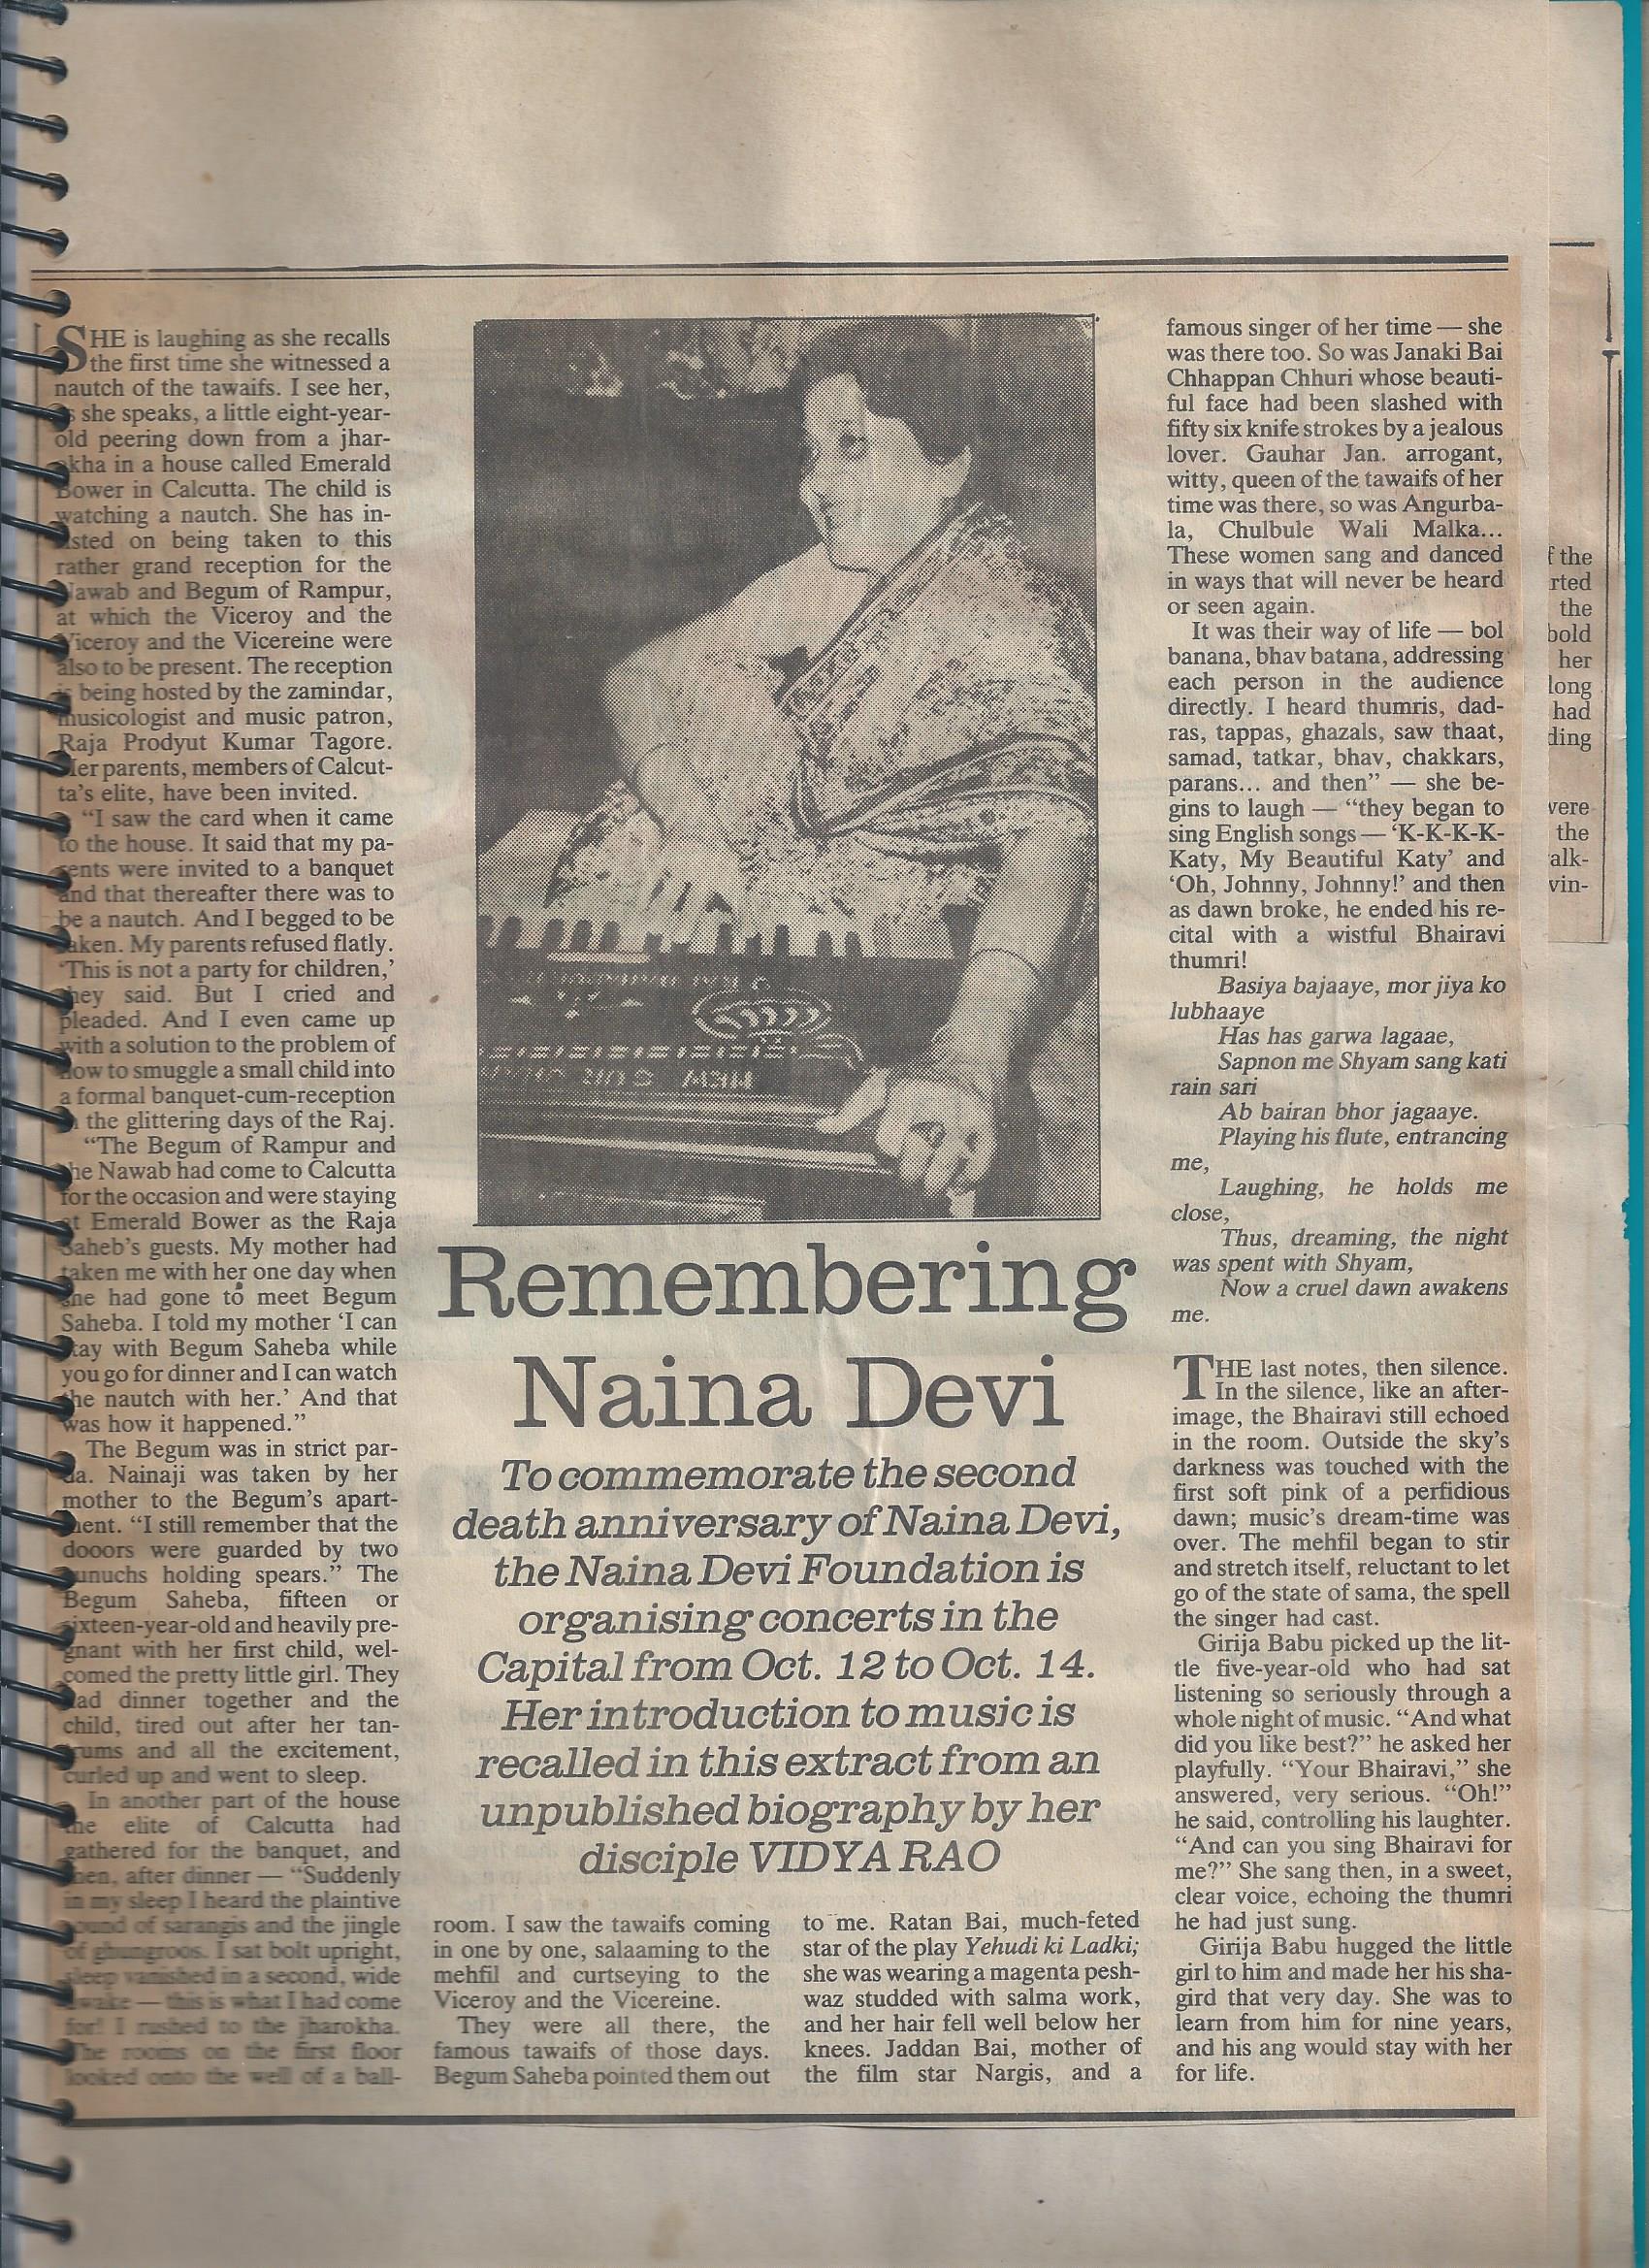 SHE is laughing as she recalls
the first time she witnessed a
nautch of the tawaifs. I see her,
she speaks, a little eight-year-
old peering down from a jhar-
okha in a house called Emerald
Bower in Calcutta. The child is
watching a nautch. She has in-
sisted on being taken to this
rather grand reception for the
Nawab and Begum of Rampur,
at which the Viceroy and the
Viceroy and the Vicereine were
also to be present. The reception
is being hosted by the zamindar,
musicologist and music patron,
Raja Prodyut Kumar Tagore.
Her parents, members of Calcut-
ta's elite, have been invited.
"I saw the card when it came
to the house. It said that my pa-
rents were invited to a banquet
and that thereafter there was to
be a nautch. And I begged to be
taken. My parents refused flatly.
'This is not a party for children,'
they said. But I cried and
pleaded. And I even came up
with a solution to the problem of
how to smuggle a small child into
a formal banquet-cum-reception
in the glittering days of the Raj.
"The Begum of Rampur and
the Nawab had come to Calcutta
for the occasion and were staying
at Emerald Bower as the Raja
Saheb's guests. My mother had
taken me with her one day when
she had gone to meet Begum
Saheba. I told my mother 'I can
stay with Begum Saheba while
you go for dinner and I can watch
the nautch with her.' And that
was how it happened."
The Begum was in strict par-
da. Nainaji was taken by her
mother to the Begum's apart-
ment. "I still remember that the
dooors were guarded by two
eunuchs holding spears." The
Begum Saheba, fifteen or
sixteen-year-old and heavily pre-
gnant with her first child, wel-
comed the pretty little girl. They
had dinner together and the
child, tired out after her tan-
trums and all the excitement,
curled up and went to sleep.
In another part of the house
the elite of Calcutta had
gathered for the banquet, and
then, after dinner — "Suddenly
in my sleep I heard the plaintive
sound of sarangis and the jingle
of ghungroos. I sat bolt upright,
sleep vanished in a second, wide
awake — this is what I had come
for! I rushed to the jharokha.
The rooms on the first floor
looked onto the well of a ball-
NEW
Remembering
Naina Devi
To commemorate the second
death anniversary of Naina Devi,
the Naina Devi Foundation is
organising concerts in the
Capital from Oct. 12 to Oct. 14.
Her introduction to music is
recalled in this extract from an
unpublished biography by her
disciple VIDYA RAO
room. I saw the tawaifs coming
in one by one, salaaming to the
mehfil and curtseying to the
Viceroy and the Vicereine.
They were all there, the
famous tawaifs of those days.
Begum Saheba pointed them out
to me. Ratan Bai, much-feted
star of the play Yehudi ki Ladki;
she was wearing a magenta pesh-
waz studded with salma work,
and her hair fell well below her
knees. Jaddan Bai, mother of
the film star Nargis, and a
famous singer of her time — she
was there too. So was Janaki Bai
Chhappan Chhuri whose beauti-
ful face had been slashed with
fifty six knife strokes by a jealous
lover. Gauhar Jan. arrogant,
witty, queen of the tawaifs of her
time was there, so was Angurba-
la, Chulbule Wali Malka...
These women sang and danced
in ways that will never be heard
or seen again.
It was their way of life — bol
banana, bhav batana, addressing
each person in the audience
directly. I heard thumris, dad-
ras, tappas, ghazals, saw thaat,
samad, tatkar, bhav, chakkars,
parans... and then" — she be-
gins to laugh — "they began to
sing English songs — 'K-K-K-K-
Katy, My Beautiful Katy' and
'Oh, Johnny, Johnny!' and then
as dawn broke, he ended his re-
cital with a wistful Bhairavi
thumri!
Basiya bajaaye, mor jiya ko
lubhaaye
Has has garwa lagaae,
Sapnon me Shyam sang kati
rain sari
Ab bairan bhor jagaaye.
Playing his flute, entrancing
me,
Laughing, he holds me
close,
Thus, dreaming, the night
was spent with Shyam,
Now a cruel dawn awakens
me.
THE last notes, then silence.
In the silence, like an after-
image, the Bhairavi still echoed
in the room. Outside the sky's
darkness was touched with the
first soft pink of a perfidious
dawn; music's dream-time was
over. The mehfil began to stir
and stretch itself, reluctant to let
go of the state of sama, the spell
the singer had cast.
Girija Babu picked up the lit-
tle five-year-old who had sat
listening so seriously through a
whole night of music. "And what
did you like best?" he asked her
playfully. "Your Bhairavi," she
answered, very serious. "Oh!"
he said, controlling his laughter.
"And can you sing Bhairavi for
me?" She sang then, in a sweet,
clear voice, echoing the thumri
he had just sung.
Girija Babu hugged the little
girl to him and made her his sha-
gird that very day. She was to
learn from him for nine years,
and his ang would stay with her
for life.
f the
rted
the
bold
her
long
had
ding
vere
the
alk-
vin-